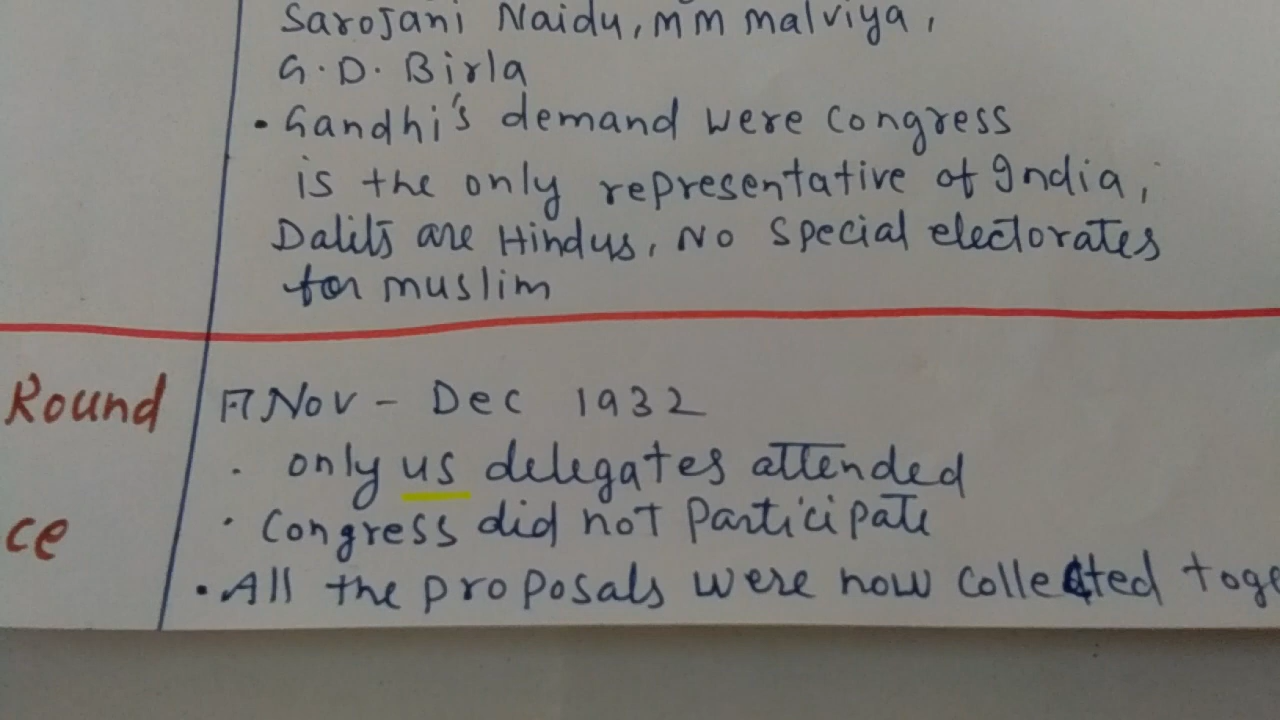 Sarojani Naidu, MM Malviya,
G.D. Birla
• Gandhi's demand were Congress
is the only representative of India,
Dalits are Hindus, No special electorates
for muslim
Round
Nov - Dec 1932
• only us delegates attended
ce
• Congress did not Participate
• All the proposals were now collected toge